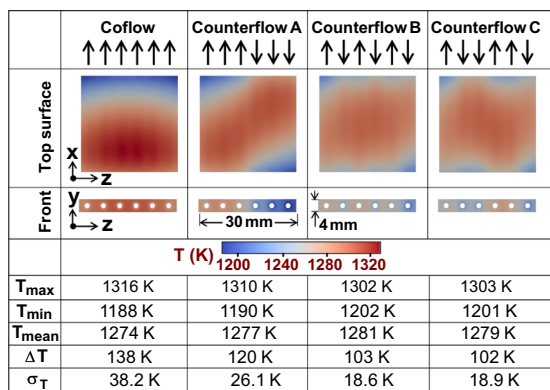 Coflow Counterflow A Counterflow B Counterflow C
Top surface
x
z
Front
y
z
30 mm
4 mm
T (K)
1200 1240 1280 1320
Tmax 1316 K 1310 K 1302 K 1303 K
Tmin 1188 K 1190 K 1202 K 1201 K
Tmean 1274 K 1277 K 1281 K 1279 K
ΔT 138 K 120 K 103 K 102 K
σT 38.2 K 26.1 K 18.6 K 18.9 K